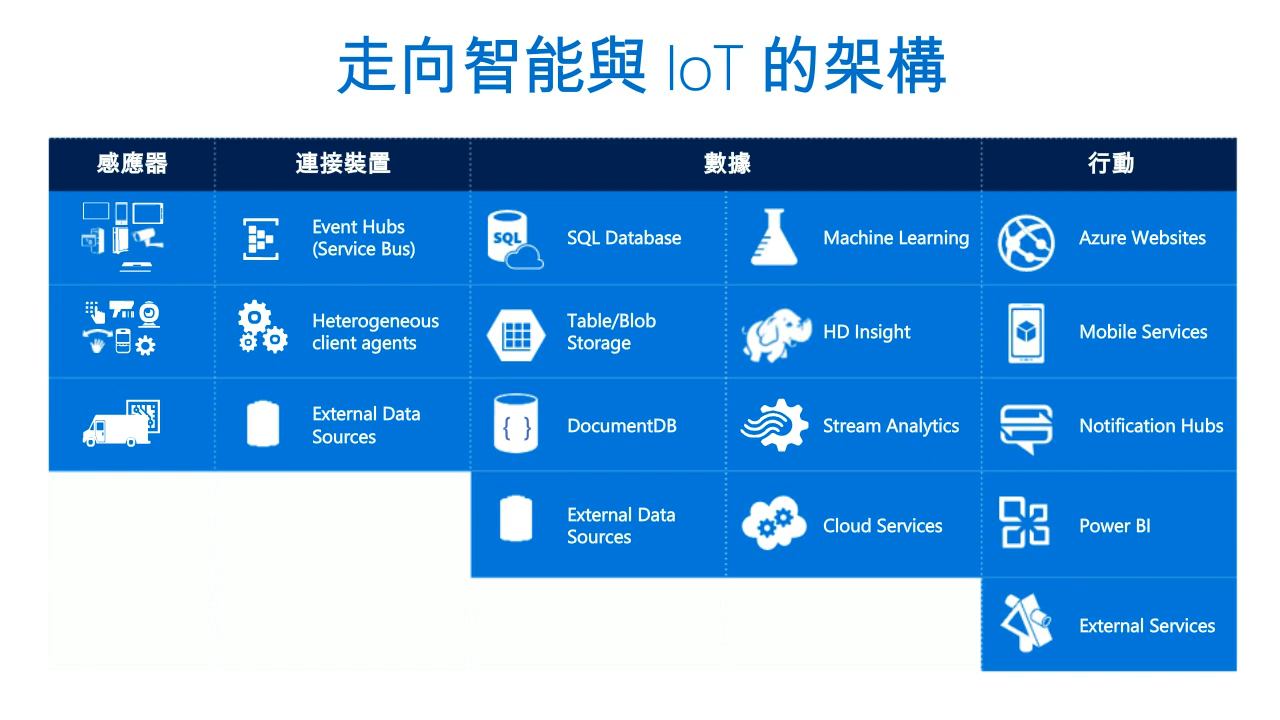 走向智能與 IoT 的架構
感應器 連接裝置 數據 行動
Event Hubs
(Service Bus)
SQL
SQL Database
Machine Learning
Azure Websites
Heterogeneous
client agents
Table/Blob
Storage
HD Insight
Mobile Services
External Data
Sources
{ }
DocumentDB
Stream Analytics
Notification Hubs
External Data
Sources
Cloud Services
Power BI
External Services